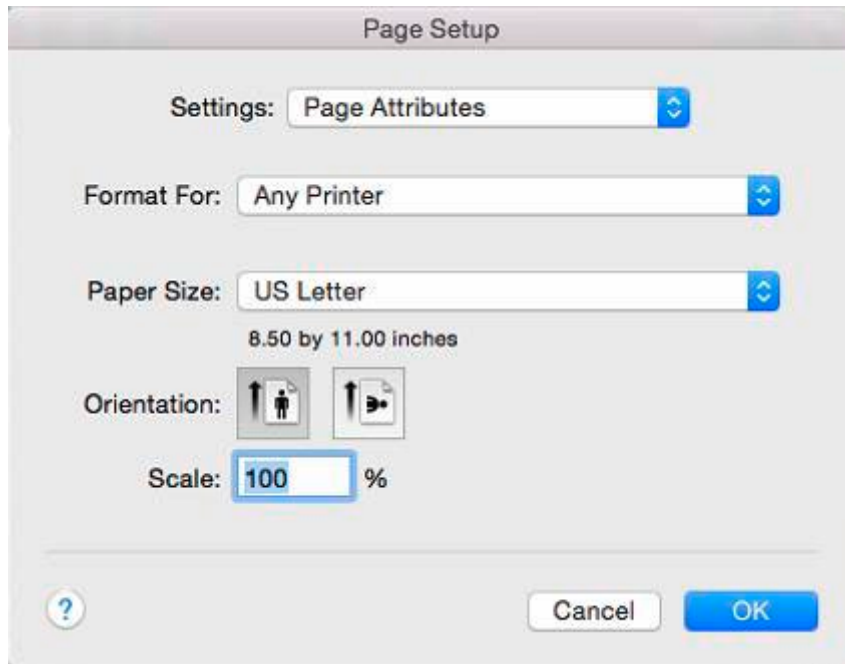 Page Setup
Settings: Page Attributes
Format For: Any Printer
Paper Size: US Letter
8.50 by 11.00 inches
Orientation:
Scale: 100 %
? Cancel OK